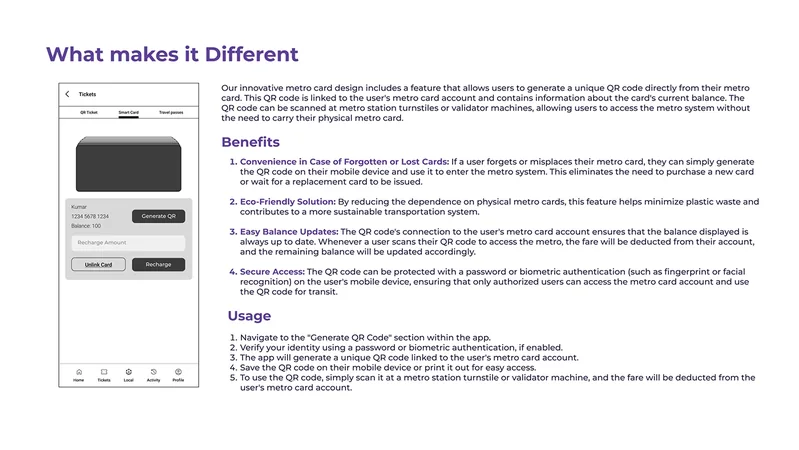 What makes it Different
Tickets
QR Ticket
Smart Card
Travel passes
Kumar
1234 5678 1234
Generate QR
Balance: 100
Recharge Amount
Unlink Card
Recharge
Home
Tickets
Local
Activity
Profile
Our innovative metro card design includes a feature that allows users to generate a unique QR code directly from their metro
card. This QR code is linked to the user's metro card account and contains information about the card's current balance. The
QR code can be scanned at metro station turnstiles or validator machines, allowing users to access the metro system without
the need to carry their physical metro card.
Benefits
1. Convenience in Case of Forgotten or Lost Cards: If a user forgets or misplaces their metro card, they can simply generate
the QR code on their mobile device and use it to enter the metro system. This eliminates the need to purchase a new card
or wait for a replacement card to be issued.
2. Eco-Friendly Solution: By reducing the dependence on physical metro cards, this feature helps minimize plastic waste and
contributes to a more sustainable transportation system.
3. Easy Balance Updates: The QR code's connection to the user's metro card account ensures that the balance displayed is
always up to date. Whenever a user scans their QR code to access the metro, the fare will be deducted from their account,
and the remaining balance will be updated accordingly.
4. Secure Access: The QR code can be protected with a password or biometric authentication (such as fingerprint or facial
recognition) on the user's mobile device, ensuring that only authorized users can access the metro card account and use
the QR code for transit.
Usage
1. Navigate to the "Generate QR Code" section within the app.
2. Verify your identity using a password or biometric authentication, if enabled.
3. The app will generate a unique QR code linked to the user's metro card account.
4. Save the QR code on their mobile device or print it out for easy access.
5. To use the QR code, simply scan it at a metro station turnstile or validator machine, and the fare will be deducted from the
user's metro card account.